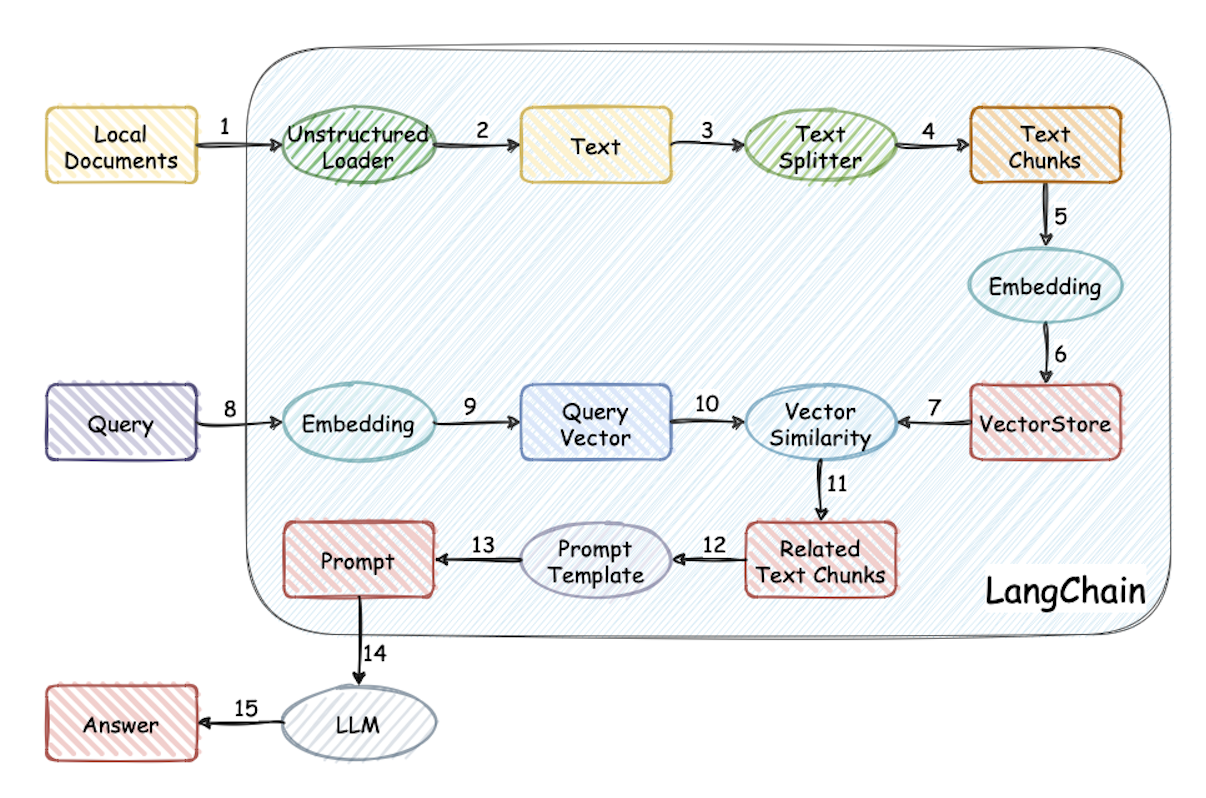 1
2
3
4
Local
Documents
Unstructured
Loader
Text
Text
Splitter
Text
Chunks
5
Embedding
6
8
9
10
7
Query
Embedding
Query
Vector
Vector
Similarity
VectorStore
11
13
12
Prompt
Prompt
Template
Related
Text Chunks
LangChain
14
15
Answer
LLM